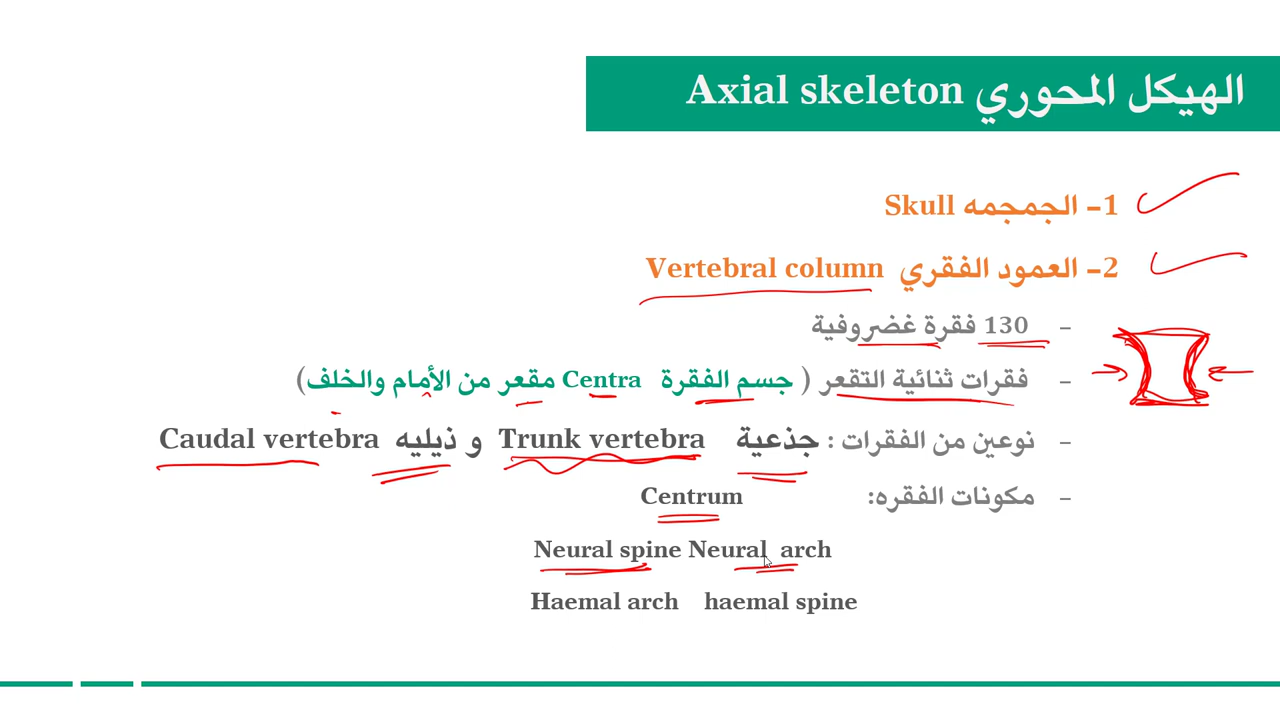 الهيكل المحوري Axial skeleton
1- الجمجمه Skull
2- العمود الفقري Vertebral column
- 130 فقرة غضروفية
- فقرات ثنائية التقعر ( جسم الفقرة Centra مقعر من الأمام والخلف)
- نوعين من الفقرات : جذعية Trunk vertebra و ذيليه Caudal vertebra
- مكونات الفقره: Centrum
Neural spine Neural arch
Haemal arch haemal spine